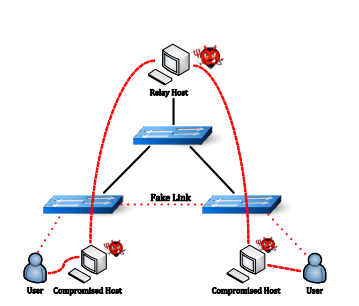 Relay Host
Fake Link
User Compromised Host Compromised Host User